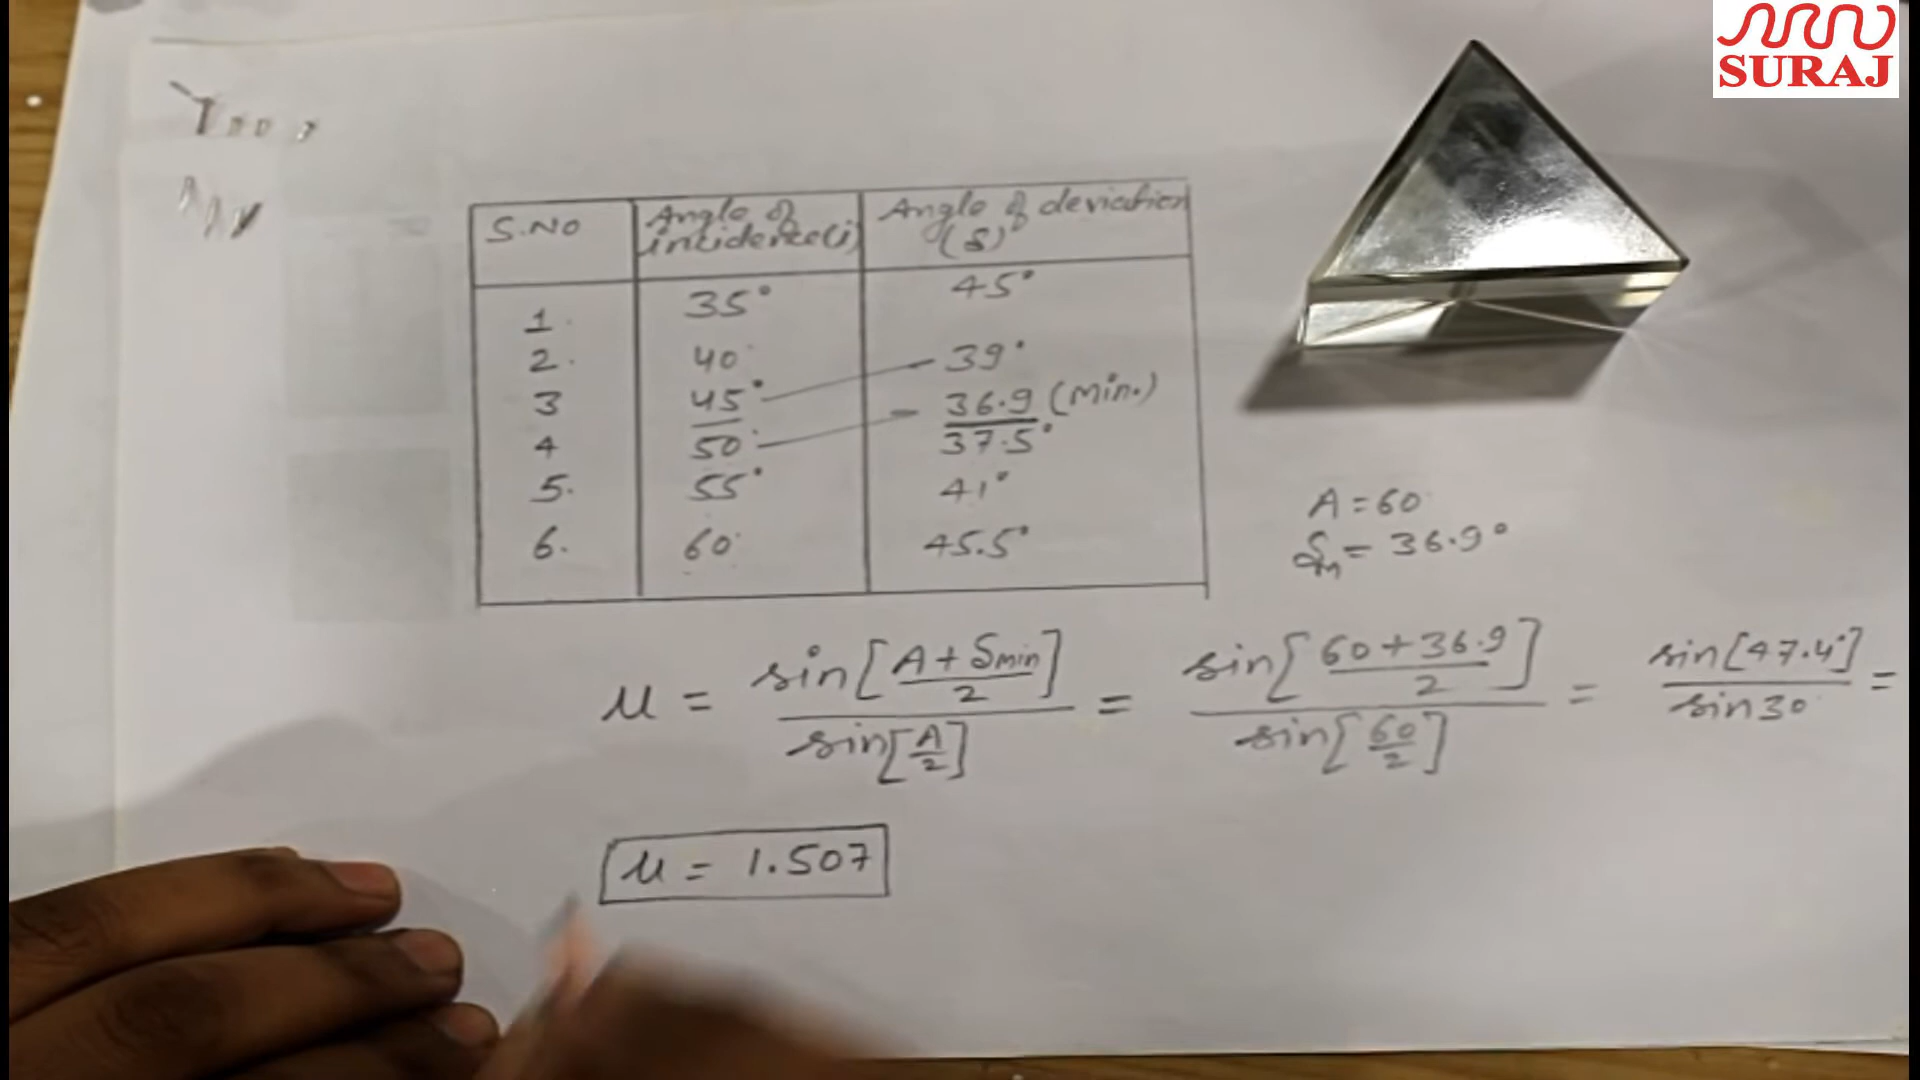 SURAJ
S.NO Angle of incidence(i) Angle of deviation (δ)
1. 35° 45°
2. 40° 39°
3 45° 36.9 (Min.)
4 50° 37.5°
5. 55° 41°
6. 60° 45.5°
A = 60°
δm = 36.9°
μ = sin[A+δmin/2] / sin[A/2] = sin[60+36.9/2] / sin[60/2] = sin[47.4°] / sin30° =
μ = 1.507